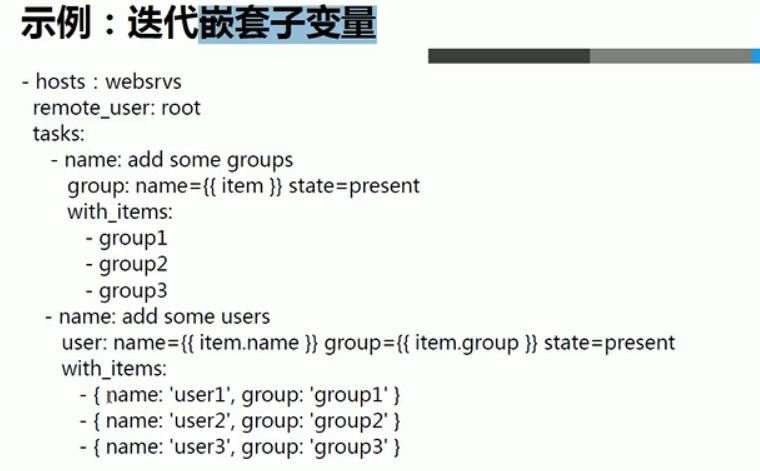 示例：迭代嵌套子变量
- hosts：websrvs
remote_user: root
tasks:
- name: add some groups
group: name={{ item }} state=present
with_items:
- group1
- group2
- group3
- name: add some users
user: name={{ item.name }} group={{ item.group }} state=present
with_items:
- { name: 'user1', group: 'group1' }
- { name: 'user2', group: 'group2' }
- { name: 'user3', group: 'group3' }